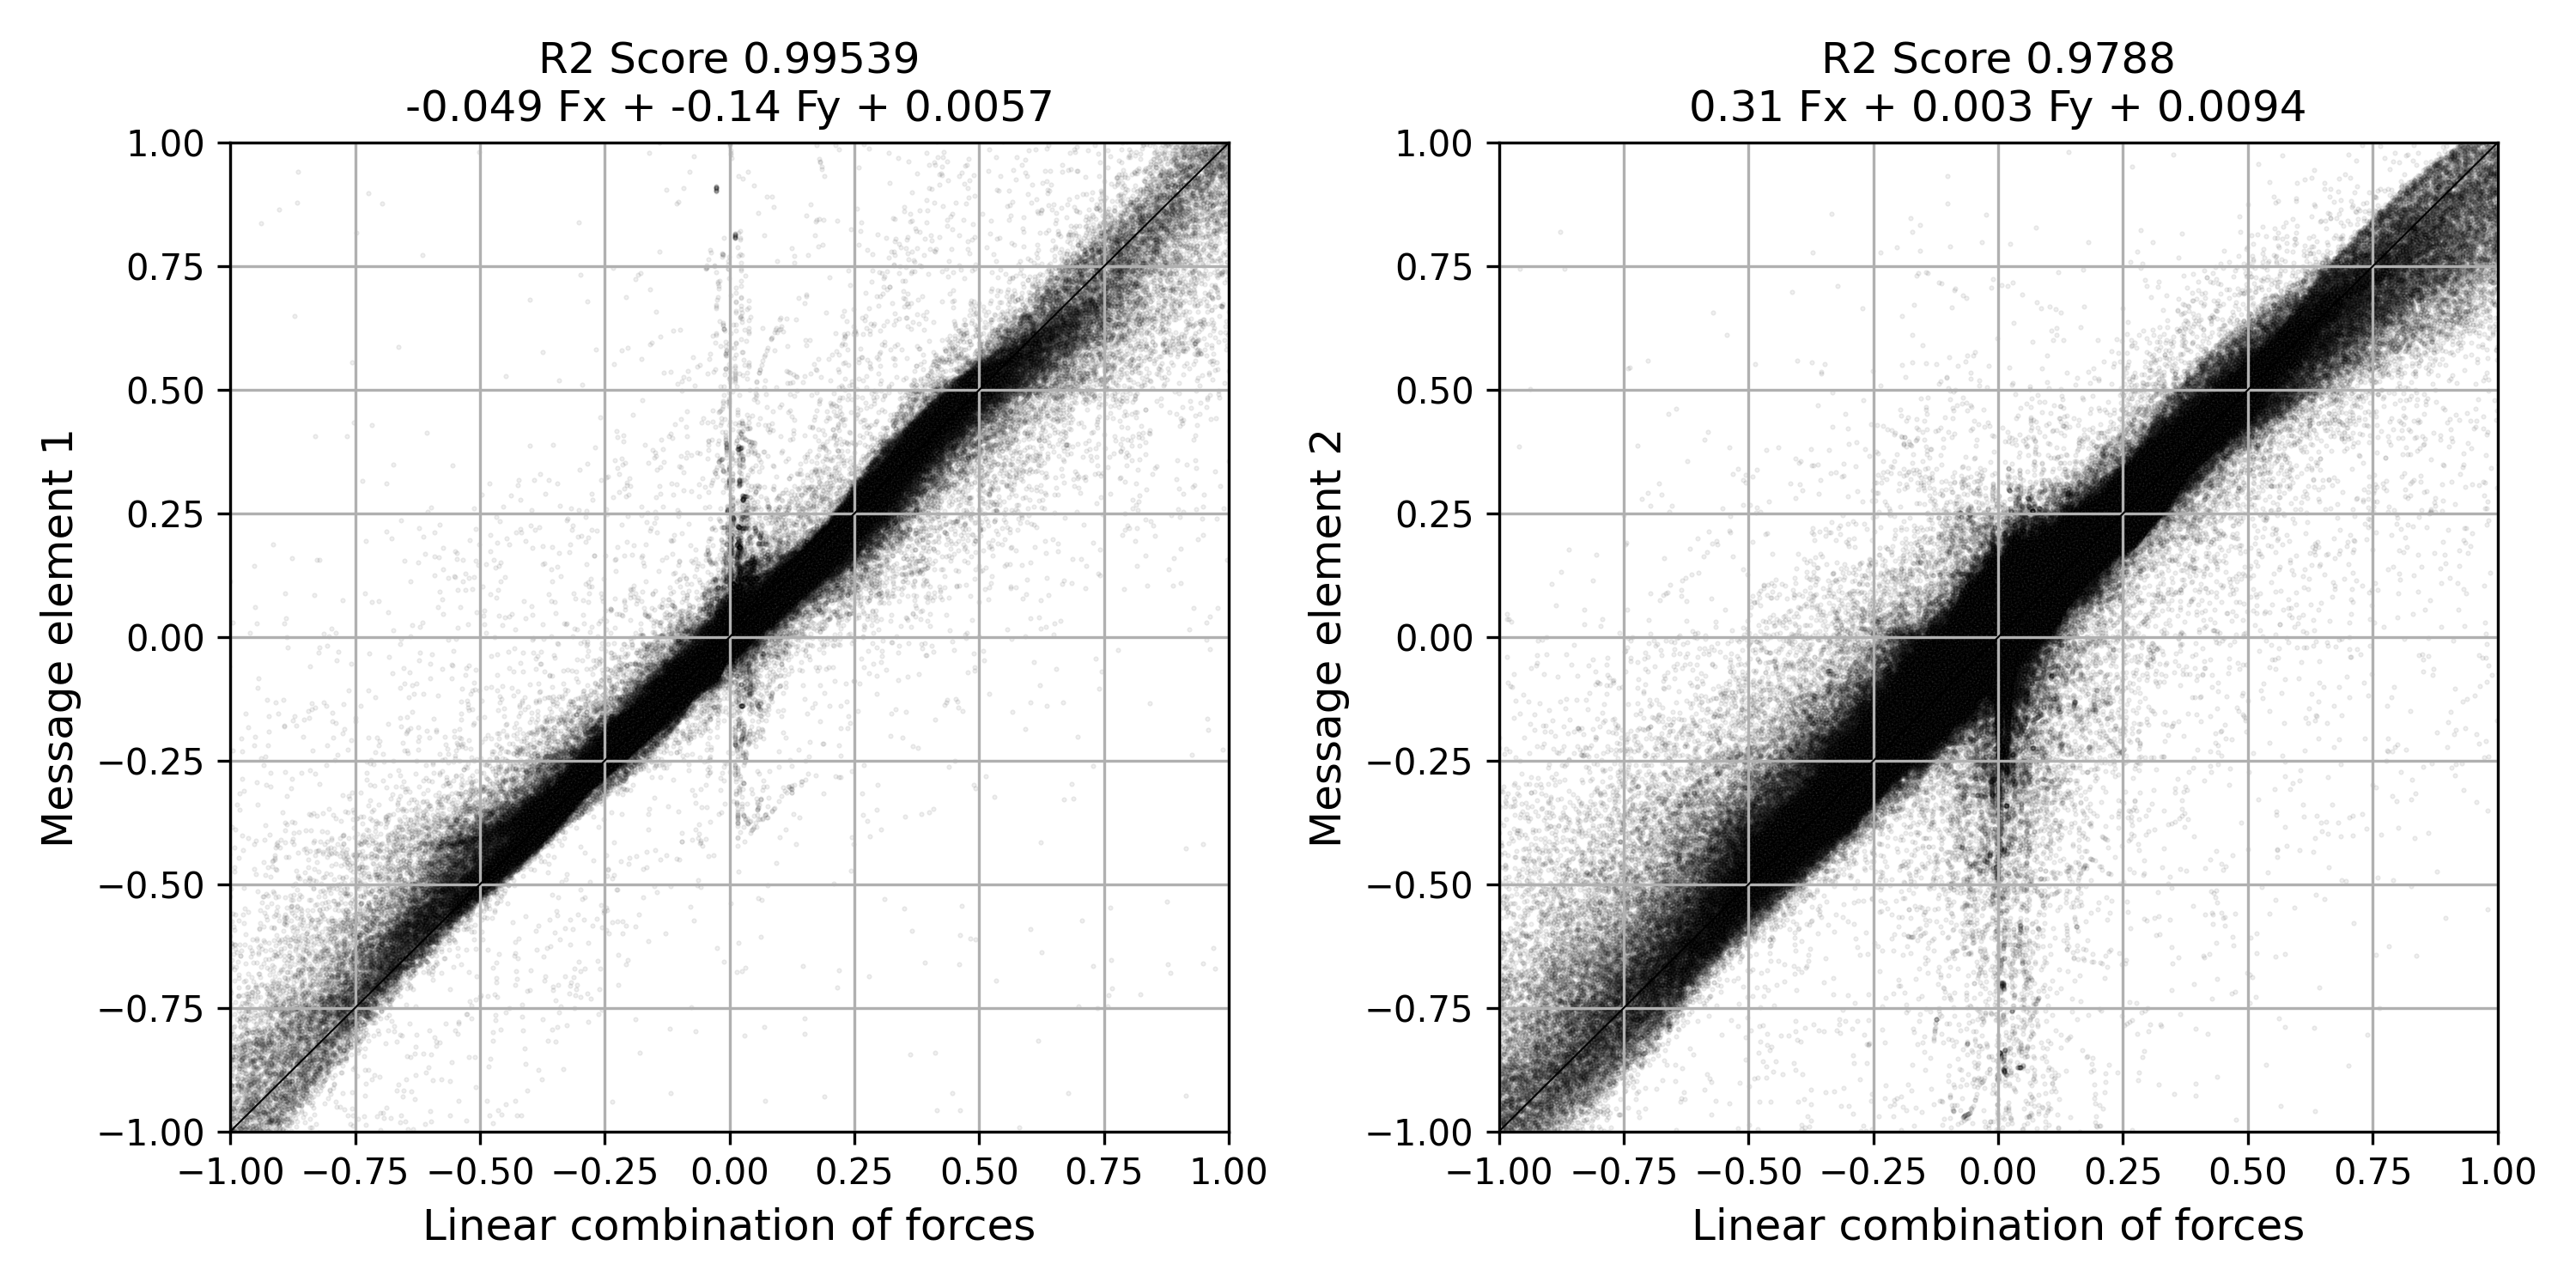 R2 Score 0.99539
-0.049 Fx + -0.14 Fy + 0.0057
1.00
0.75
0.50
0.25
0.00
−0.25
−0.50
−0.75
−1.00
Message element 1
−1.00 −0.75 −0.50 −0.25 0.00 0.25 0.50 0.75 1.00
Linear combination of forces
R2 Score 0.9788
0.31 Fx + 0.003 Fy + 0.0094
1.00
0.75
0.50
0.25
0.00
−0.25
−0.50
−0.75
−1.00
Message element 2
−1.00 −0.75 −0.50 −0.25 0.00 0.25 0.50 0.75 1.00
Linear combination of forces